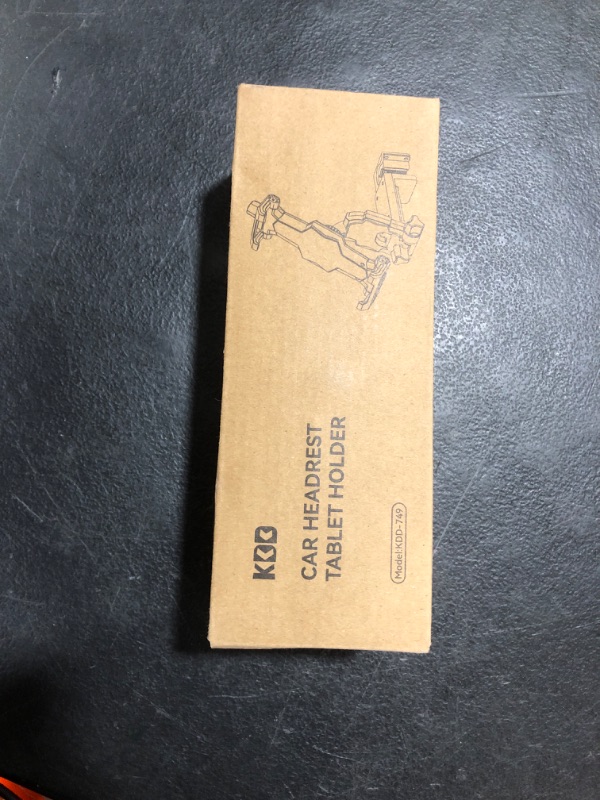 KDD
CAR HEADREST
TABLET HOLDER
Model:KDD-749